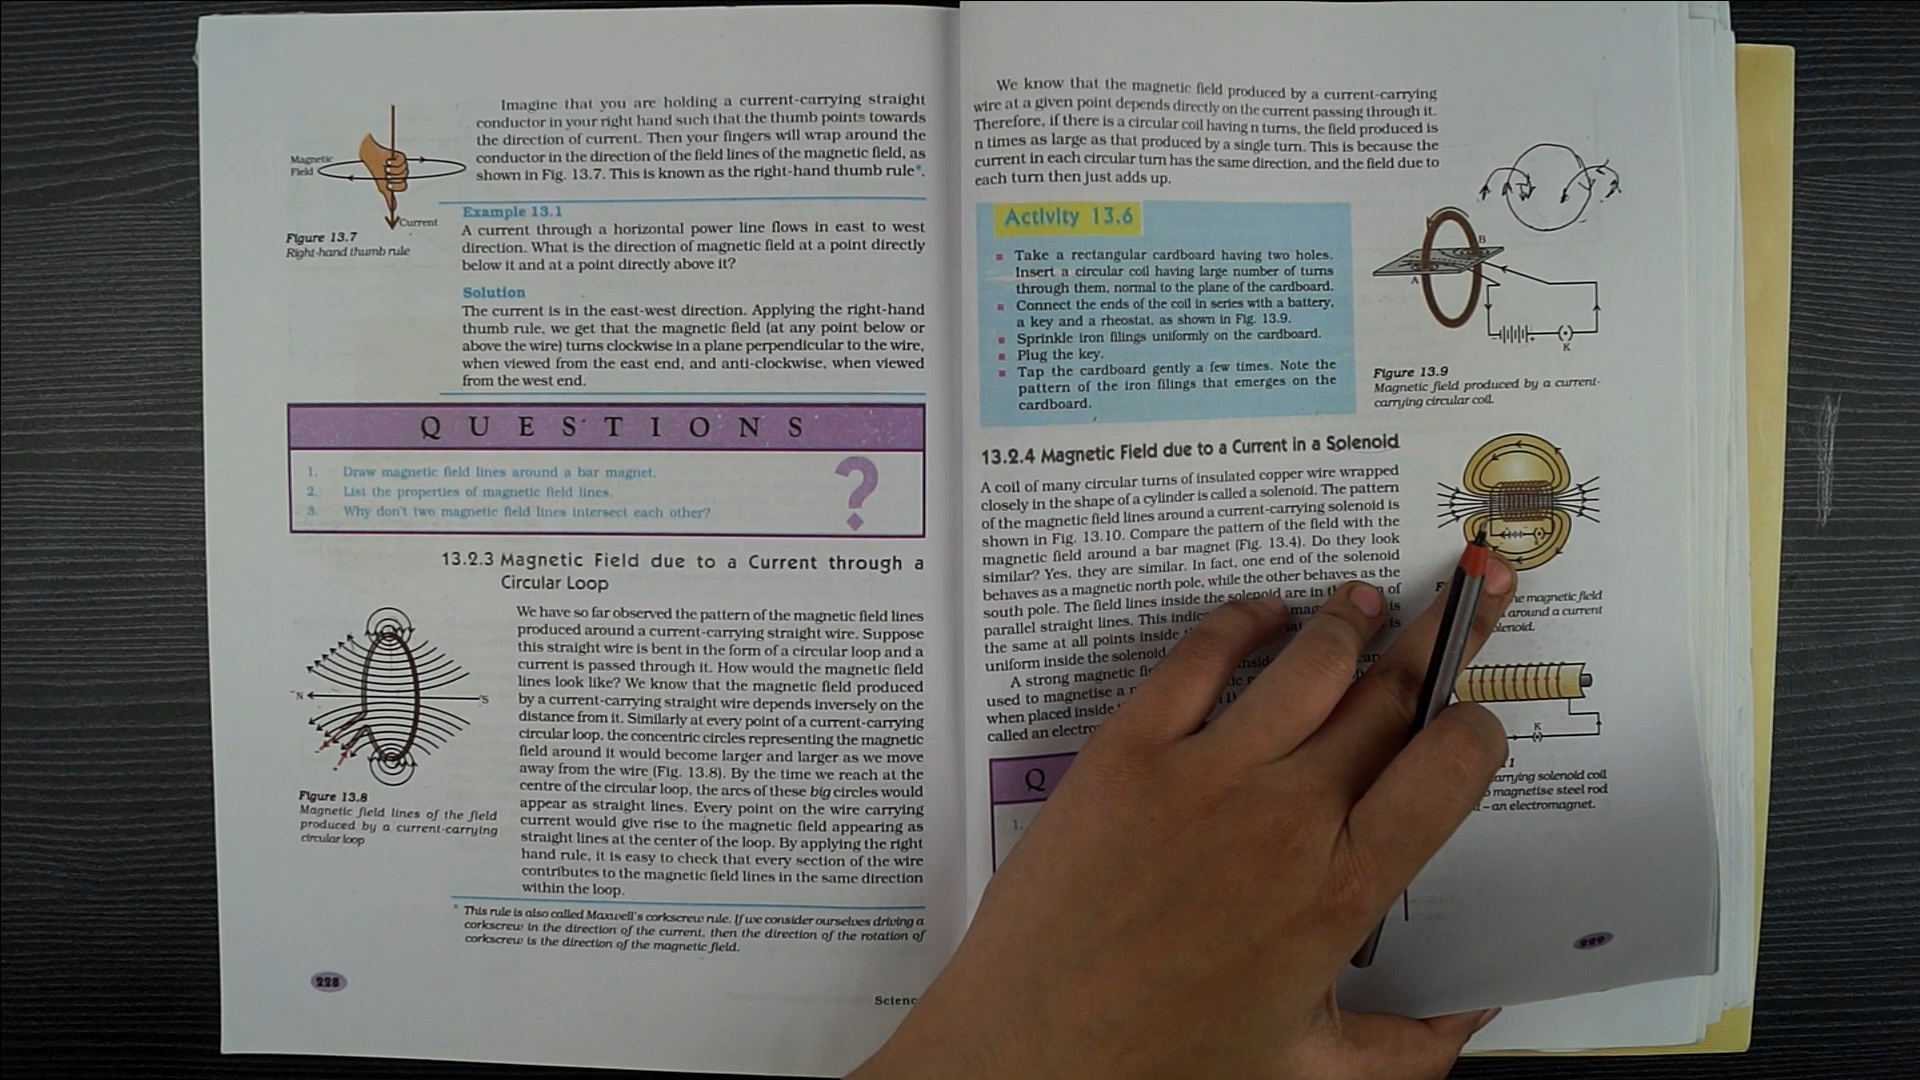 Imagine that you are holding a current-carrying straight
conductor in your right hand such that the thumb points towards
the direction of current. Then your fingers will wrap around the
conductor in the direction of the field lines of the magnetic field, as
shown in Fig. 13.7. This is known as the right-hand thumb rule*.
Magnetic
Field
Current
Figure 13.7
Right-hand thumb rule
Example 13.1
A current through a horizontal power line flows in east to west
direction. What is the direction of magnetic field at a point directly
below it and at a point directly above it?
Solution
The current is in the east-west direction. Applying the right-hand
thumb rule, we get that the magnetic field (at any point below or
above the wire) turns clockwise in a plane perpendicular to the wire,
when viewed from the east end, and anti-clockwise, when viewed
from the west end.
QUESTIONS
?
1. Draw magnetic field lines around a bar magnet.
2. List the properties of magnetic field lines.
3. Why don't two magnetic field lines intersect each other?
13.2.3 Magnetic Field due to a Current through a
Circular Loop
We have so far observed the pattern of the magnetic field lines
produced around a current-carrying straight wire. Suppose
this straight wire is bent in the form of a circular loop and a
current is passed through it. How would the magnetic field
lines look like? We know that the magnetic field produced
by a current-carrying straight wire depends inversely on the
distance from it. Similarly at every point of a current-carrying
circular loop, the concentric circles representing the magnetic
field around it would become larger and larger as we move
away from the wire (Fig. 13.8). By the time we reach at the
centre of the circular loop, the arcs of these big circles would
appear as straight lines. Every point on the wire carrying
current would give rise to the magnetic field appearing as
straight lines at the center of the loop. By applying the right
hand rule, it is easy to check that every section of the wire
contributes to the magnetic field lines in the same direction
within the loop.
N
S
Figure 13.8
Magnetic field lines of the field
produced by a current-carrying
circular loop
* This rule is also called Maxwell's corkscrew rule. If we consider ourselves driving a
corkscrew in the direction of the current, then the direction of the rotation of
corkscrew is the direction of the magnetic field.
228
We know that the magnetic field produced by a current-carrying
wire at a given point depends directly on the current passing through it.
Therefore, if there is a circular coil having n turns, the field produced is
n times as large as that produced by a single turn. This is because the
current in each circular turn has the same direction, and the field due to
each turn then just adds up.
Activity 13.6
Take a rectangular cardboard having two holes.
Insert a circular coil having large number of turns
through them, normal to the plane of the cardboard.
Connect the ends of the coil in series with a battery,
a key and a rheostat, as shown in Fig. 13.9.
Sprinkle iron filings uniformly on the cardboard.
Plug the key.
Tap the cardboard gently a few times. Note the
pattern of the iron filings that emerges on the
cardboard.
A
B
K
Figure 13.9
Magnetic field produced by a current-
carrying circular coil.
13.2.4 Magnetic Field due to a Current in a Solenoid
A coil of many circular turns of insulated copper wire wrapped
closely in the shape of a cylinder is called a solenoid. The pattern
of the magnetic field lines around a current-carrying solenoid is
shown in Fig. 13.10. Compare the pattern of the field with the
magnetic field around a bar magnet (Fig. 13.4). Do they look
similar? Yes, they are similar. In fact, one end of the solenoid
behaves as a magnetic north pole, while the other behaves as the
south pole. The field lines inside the solenoid are in of
parallel straight lines. This is
the same at all points inside is
uniform inside the solenoid
A strong magnetic
used to magnetise a
when placed inside
called an
magnetic field
around a current
K
carrying solenoid coil
magnetise steel rod
– an electromagnet.
Q
1.
229